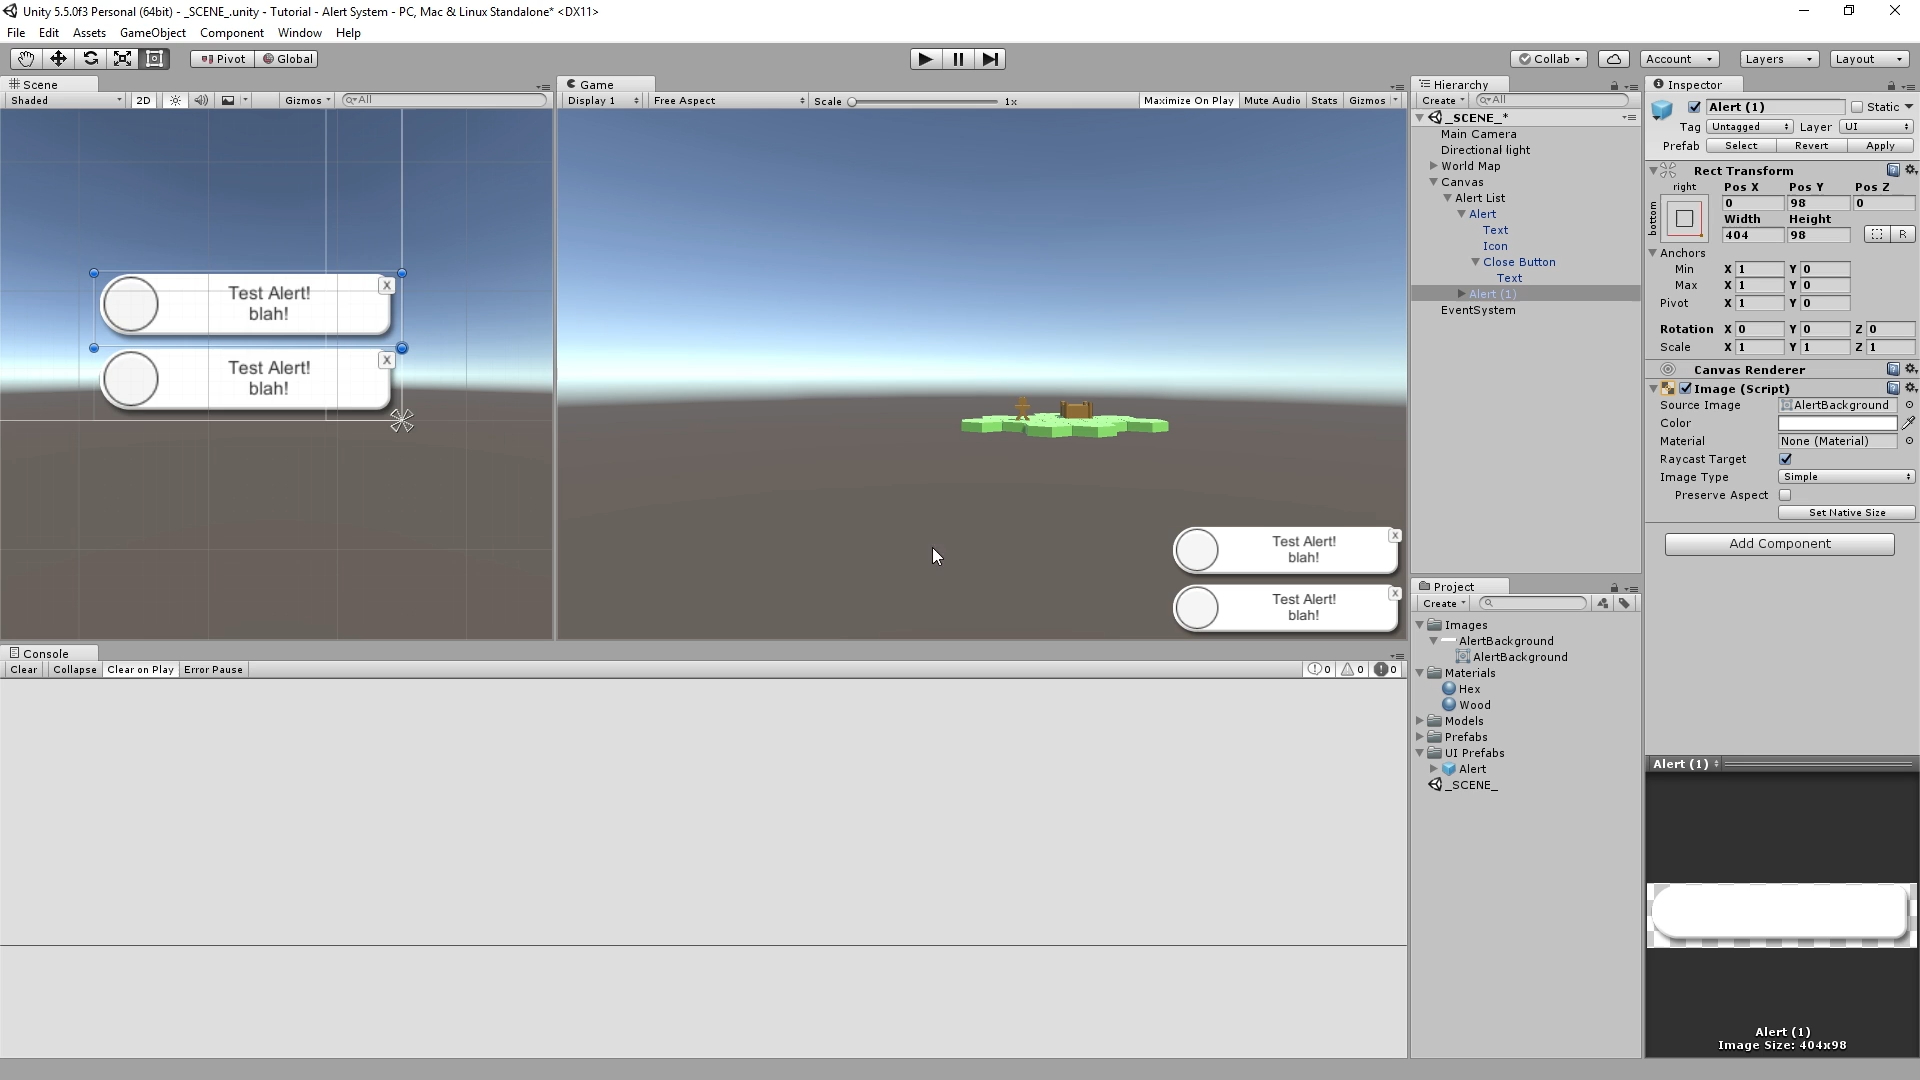 Unity 5.5.0f3 Personal (64bit) - _SCENE_.unity - Tutorial - Alert System - PC, Mac & Linux Standalone* <DX11>
File Edit Assets GameObject Component Window Help
Pivot Global Collab Account Layers Layout
Scene
Shaded 2D Gizmos All
Test Alert!
blah!
X
Test Alert!
blah!
X
Game
Display 1 Free Aspect Scale 1x Maximize On Play Mute Audio Stats Gizmos
Test Alert!
blah!
X
Test Alert!
blah!
X
Console
Clear Collapse Clear on Play Error Pause 0 0 0
Hierarchy
Create All
_SCENE_*
Main Camera
Directional light
World Map
Canvas
Alert List
Alert
Text
Icon
Close Button
Text
Alert (1)
EventSystem
Project
Create
Images
AlertBackground
AlertBackground
Materials
Hex
Wood
Models
Prefabs
UI Prefabs
Alert
_SCENE_
Inspector
Alert (1) Static
Tag Untagged Layer UI
Prefab Select Revert Apply
Rect Transform
right Pos X Pos Y Pos Z
bottom 0 98 0
Width Height
404 98 R
Anchors
Min X 1 Y 0
Max X 1 Y 0
Pivot X 1 Y 0
Rotation X 0 Y 0 Z 0
Scale X 1 Y 1 Z 1
Canvas Renderer
Image (Script)
Source Image AlertBackground
Color
Material None (Material)
Raycast Target
Image Type Simple
Preserve Aspect
Set Native Size
Add Component
Alert (1)
Alert (1)
Image Size: 404x98